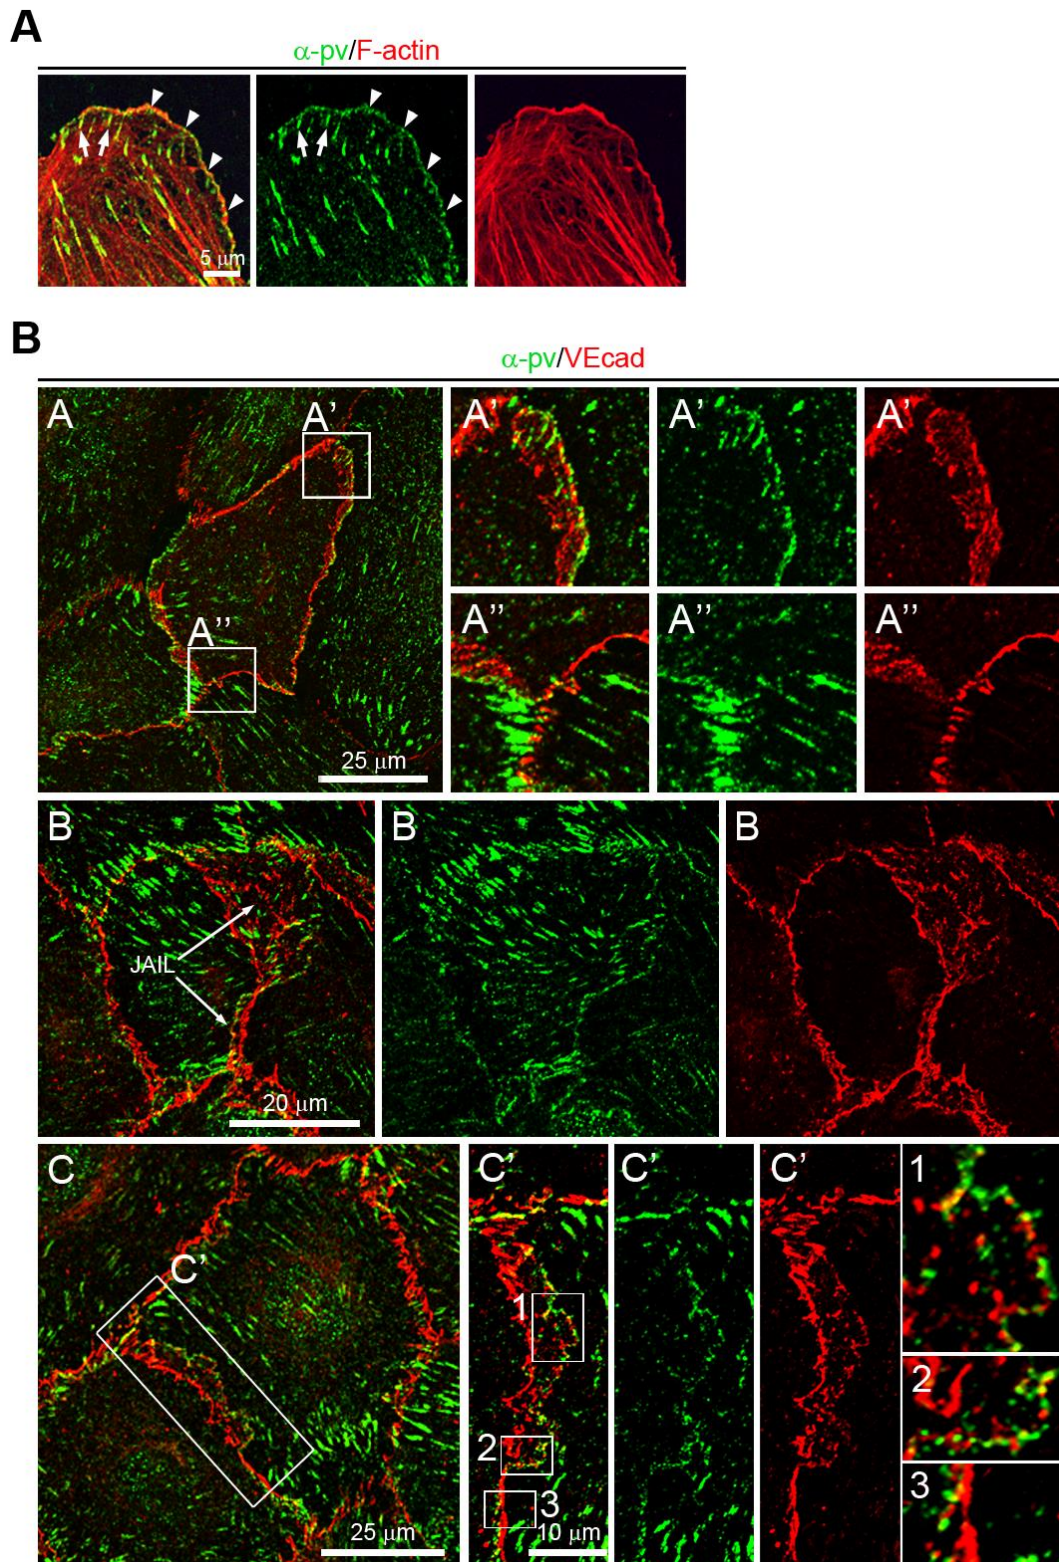 A
α-pv/F-actin
5 μm
B
α-pv/VEcad
A
A’
A’’
25 μm
A’
A’
A’
A’’
A’’
A’’
B
JAIL
20 μm
B
B
C
C’
25 μm
C’
1
2
3
10 μm
C’
C’
1
2
3